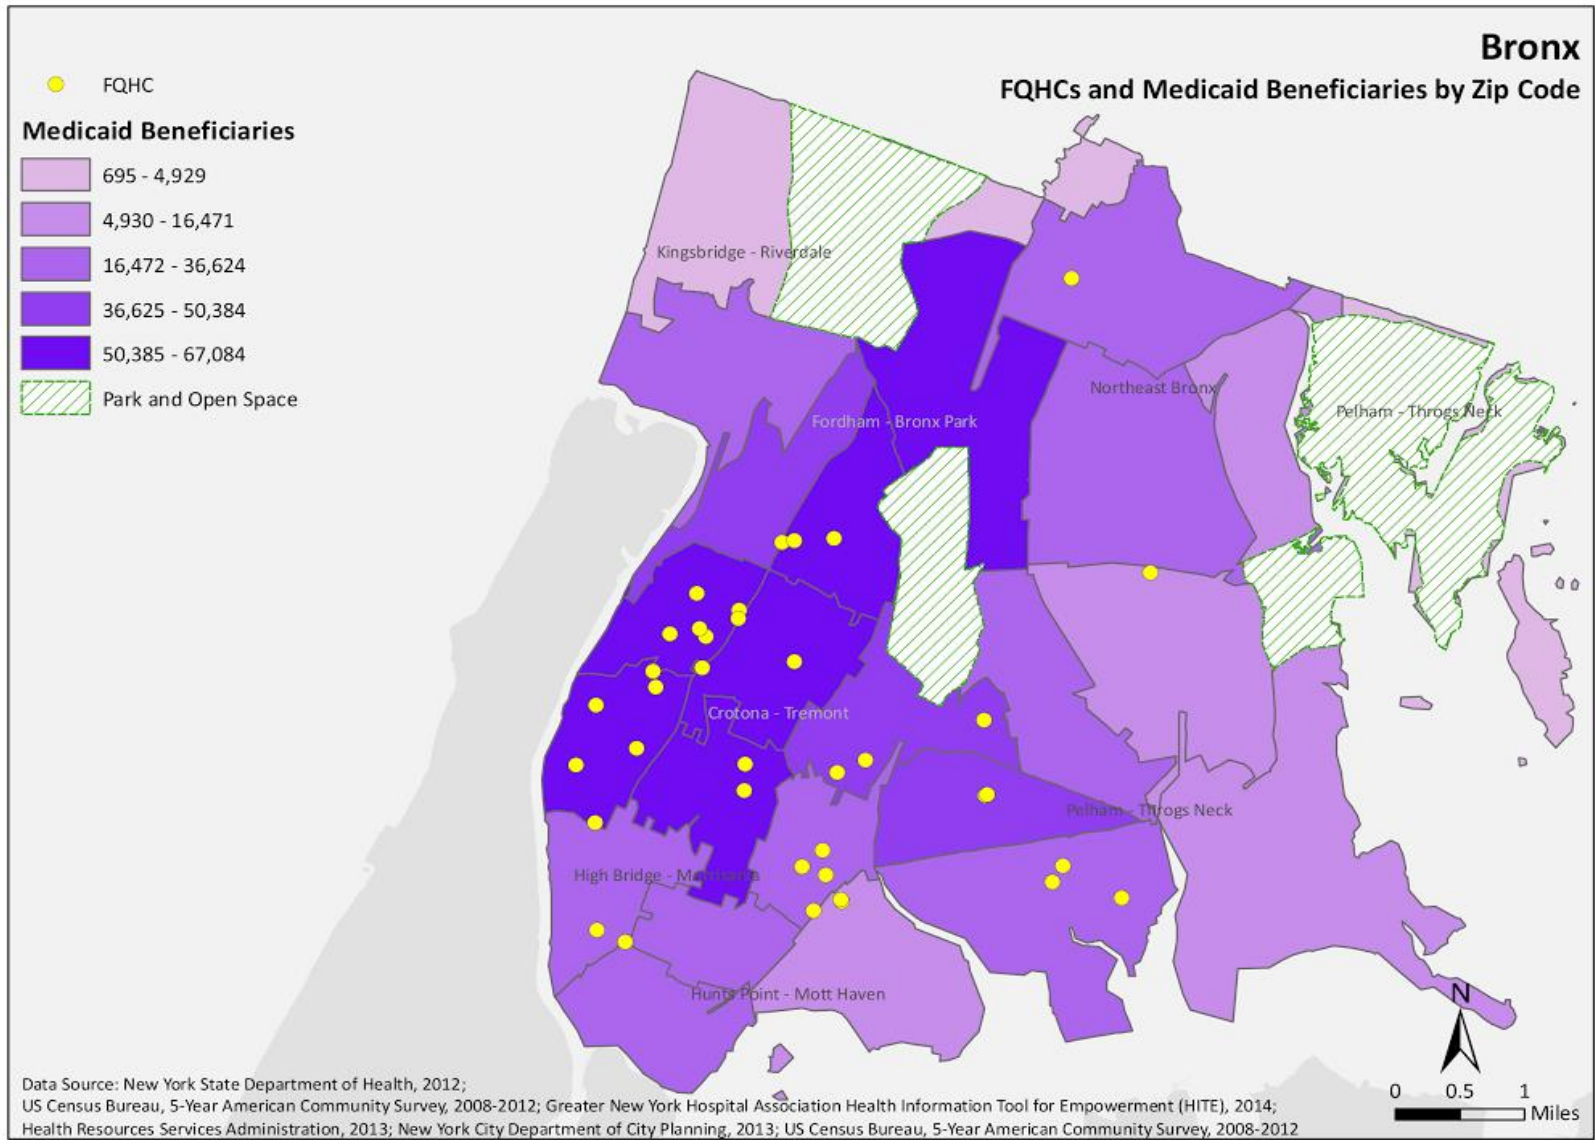 Bronx
FQHCs and Medicaid Beneficiaries by Zip Code
FQHC
Medicaid Beneficiaries
695 - 4,929
4,930 - 16,471
16,472 - 36,624
36,625 - 50,384
50,385 - 67,084
Park and Open Space
Kingsbridge - Riverdale
Northeast Bronx
Pelham - Throgs Neck
Fordham - Bronx Park
Crotona - Tremont
Pelham - Throgs Neck
High Bridge - Morrisania
Hunts Point - Mott Haven
N
0 0.5 1
Miles
Data Source: New York State Department of Health, 2012;
US Census Bureau, 5-Year American Community Survey, 2008-2012; Greater New York Hospital Association Health Information Tool for Empowerment (HITE), 2014;
Health Resources Services Administration, 2013; New York City Department of City Planning, 2013; US Census Bureau, 5-Year American Community Survey, 2008-2012